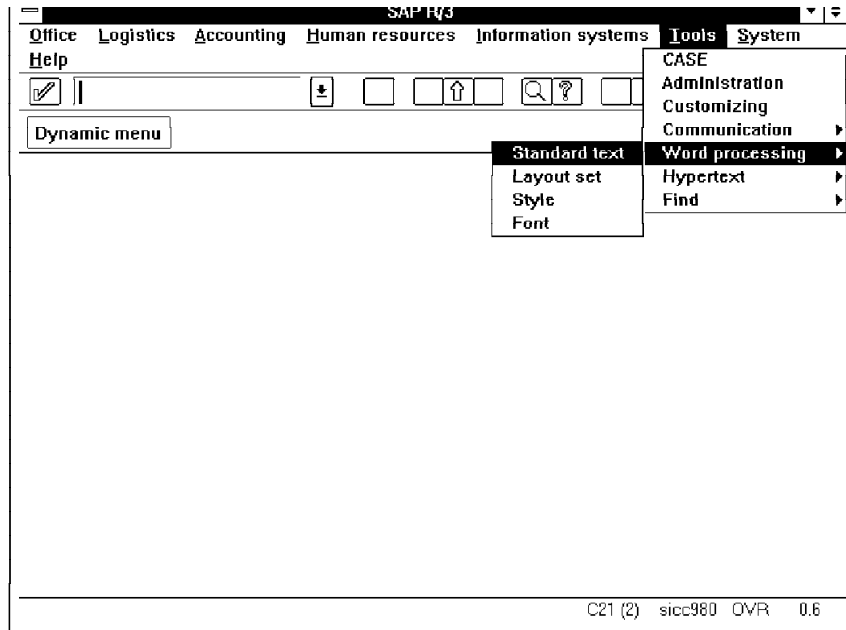 SAP R/3
Office Logistics Accounting Human resources Information systems Tools System
Help
CASE
Administration
Customizing
Communication
Dynamic menu
Standard text Word processing
Layout set Hypertext
Style Find
Font
C21 (2) sicc980 OVR 0.6